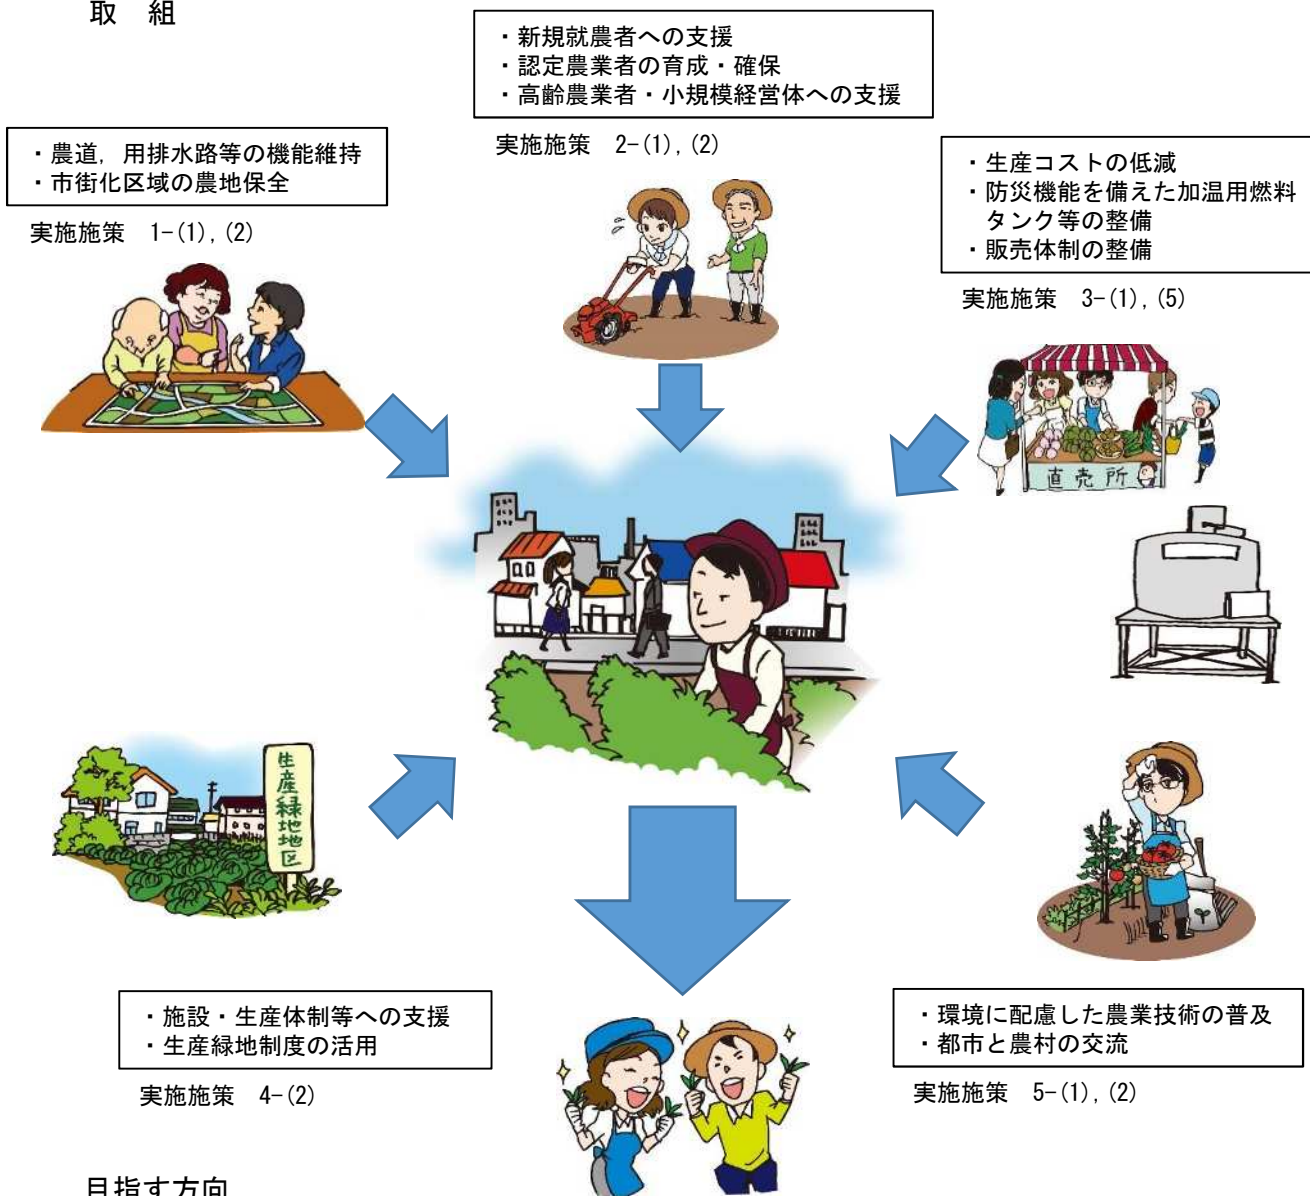 取 組
・新規就農者への支援
・認定農業者の育成・確保
・高齢農業者・小規模経営体への支援
実施施策 2-(1),(2)
・農道，用排水路等の機能維持
・市街化区域の農地保全
実施施策 1-(1),(2)
・生産コストの低減
・防災機能を備えた加温用燃料
タンク等の整備
・販売体制の整備
実施施策 3-(1),(5)
直売所
生産緑地地区
・施設・生産体制等への支援
・生産緑地制度の活用
実施施策 4-(2)
・環境に配慮した農業技術の普及
・都市と農村の交流
実施施策 5-(1),(2)
目指す方向